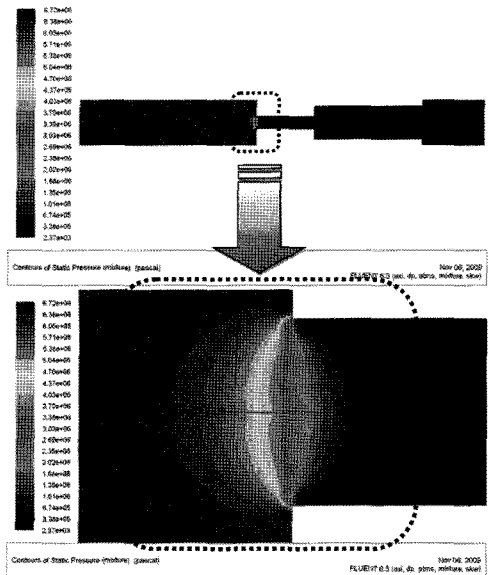 6.72e+06
6.38e+06
6.05e+06
5.71e+06
5.38e+06
5.04e+06
4.70e+06
4.37e+06
4.03e+06
3.70e+06
3.36e+06
3.03e+06
2.69e+06
2.35e+06
2.02e+06
1.68e+06
1.35e+06
1.01e+06
6.74e+05
3.38e+05
2.37e+03
Contours of Static Pressure (mixture) (pascal)
Nov 06, 2009
FLUENT 6.3 (axi, dp, pbns, mixture, skw)
6.72e+06
6.38e+06
6.05e+06
5.71e+06
5.38e+06
5.04e+06
4.70e+06
4.37e+06
4.03e+06
3.70e+06
3.36e+06
3.03e+06
2.69e+06
2.35e+06
2.02e+06
1.68e+06
1.35e+06
1.01e+06
6.74e+05
3.38e+05
2.37e+03
Contours of Static Pressure (mixture) (pascal)
Nov 06, 2009
FLUENT 6.3 (axi, dp, pbns, mixture, skw)